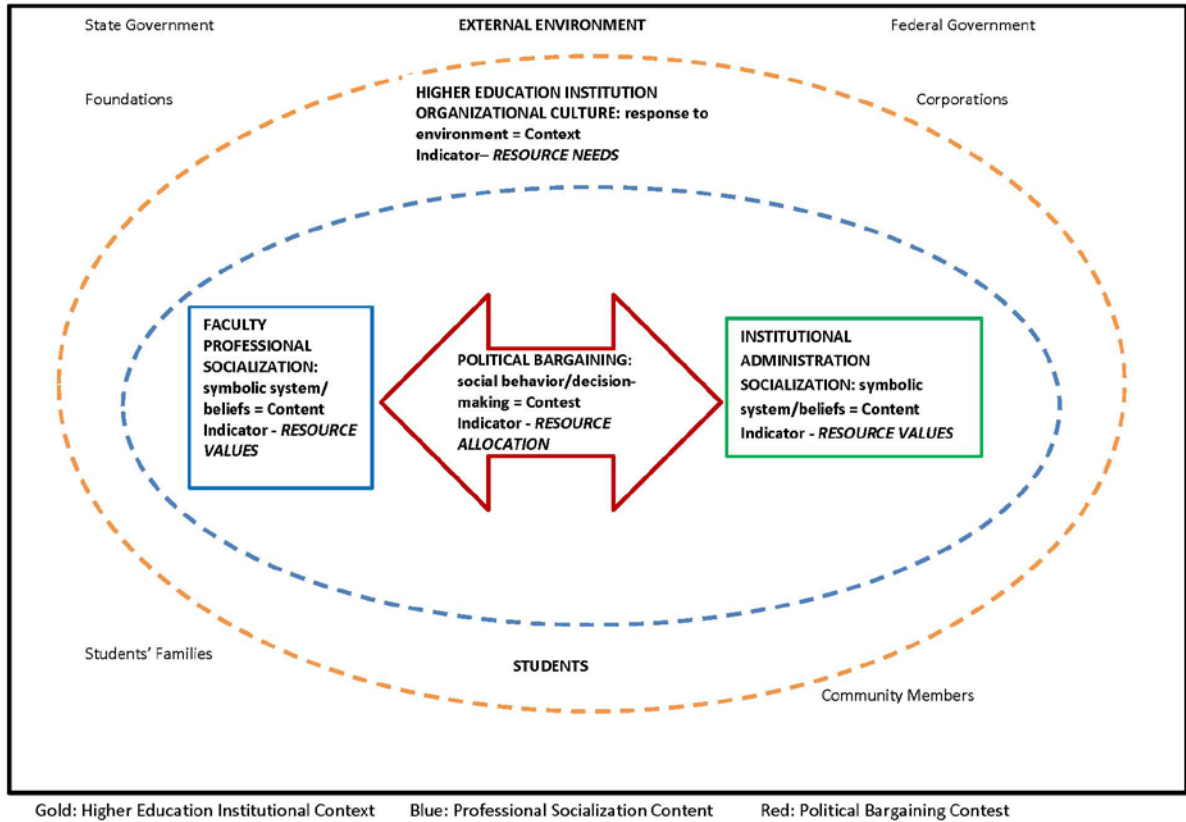 State Government
EXTERNAL ENVIRONMENT
Federal Government
Foundations
Corporations
HIGHER EDUCATION INSTITUTION
ORGANIZATIONAL CULTURE: response to
environment = Context
Indicator– RESOURCE NEEDS
FACULTY
PROFESSIONAL
SOCIALIZATION:
symbolic system/
beliefs = Content
Indicator - RESOURCE
VALUES
POLITICAL BARGAINING:
social behavior/decision-
making = Contest
Indicator - RESOURCE
ALLOCATION
INSTITUTIONAL
ADMINISTRATION
SOCIALIZATION: symbolic
system/beliefs = Content
Indicator - RESOURCE VALUES
Students’ Families
STUDENTS
Community Members
Gold: Higher Education Institutional Context
Blue: Professional Socialization Content
Red: Political Bargaining Contest